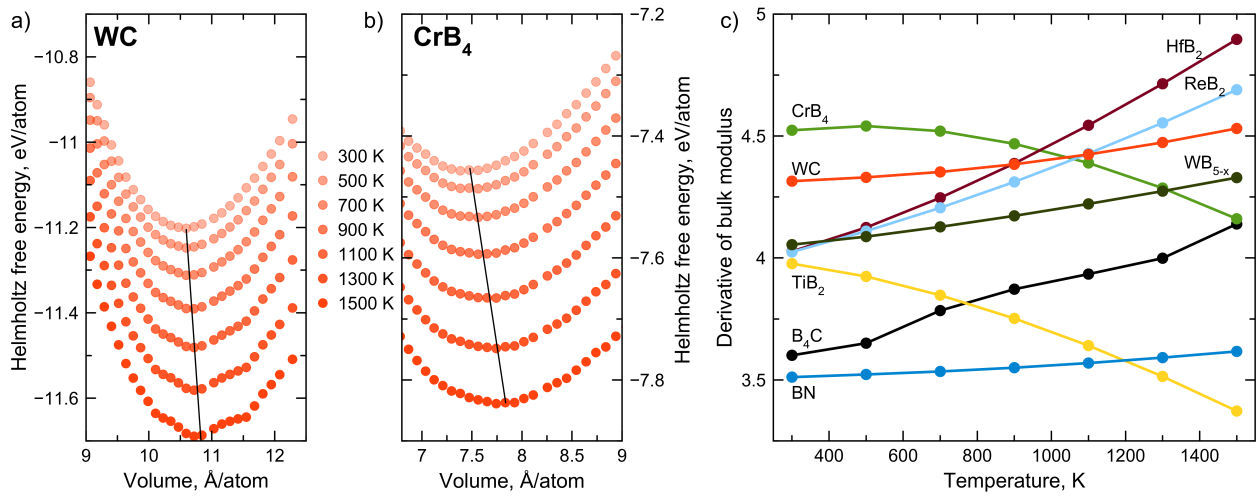 a)
WC
−10.8
−11
−11.2
−11.4
−11.6
Helmholtz free energy, eV/atom
9
10
11
12
Volume, Å/atom
300 K
500 K
700 K
900 K
1100 K
1300 K
1500 K
b)
CrB4
−7.2
−7.4
−7.6
−7.8
Helmholtz free energy, eV/atom
7
7.5
8
8.5
9
Volume, Å/atom
c)
5
4.5
4
3.5
Derivative of bulk modulus
HfB2
ReB2
CrB4
WC
WB5-x
TiB2
B4C
BN
400
600
800
1000
1200
1400
Temperature, K